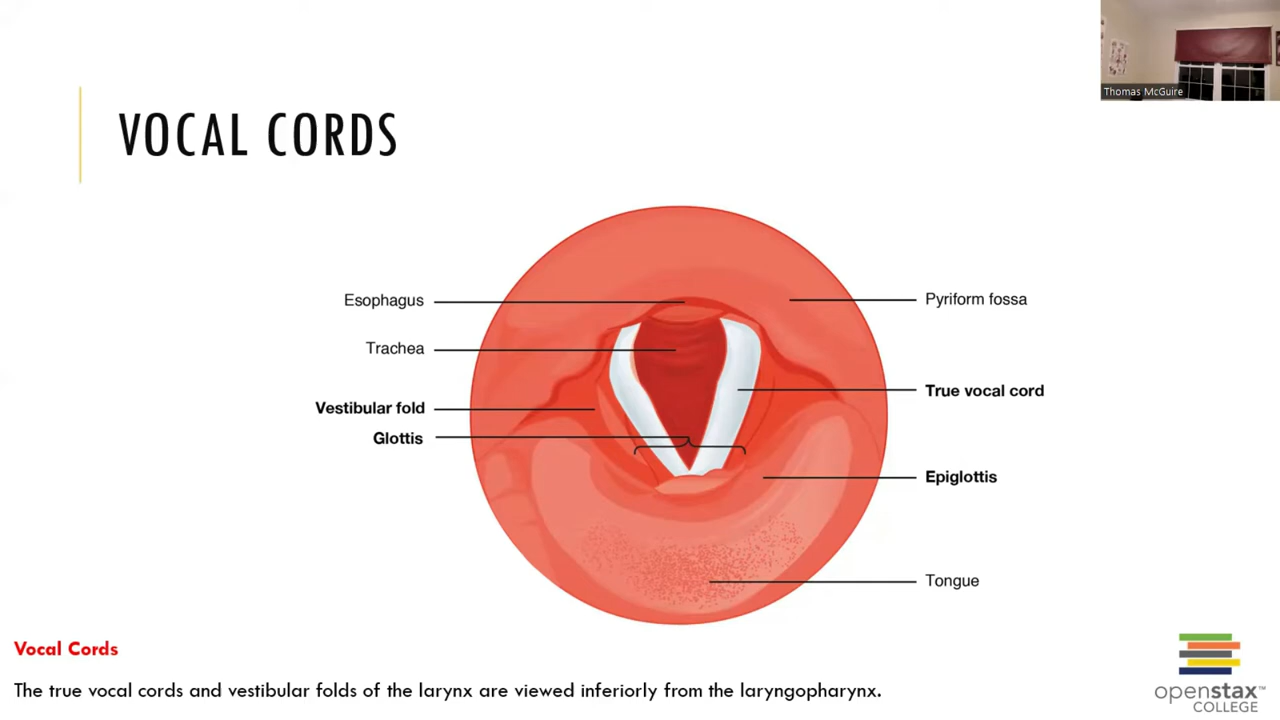 Thomas McGuire
VOCAL CORDS
Esophagus
Pyriform fossa
Trachea
True vocal cord
Vestibular fold
Glottis
Epiglottis
Tongue
Vocal Cords
The true vocal cords and vestibular folds of the larynx are viewed inferiorly from the laryngopharynx.
openstax™
COLLEGE